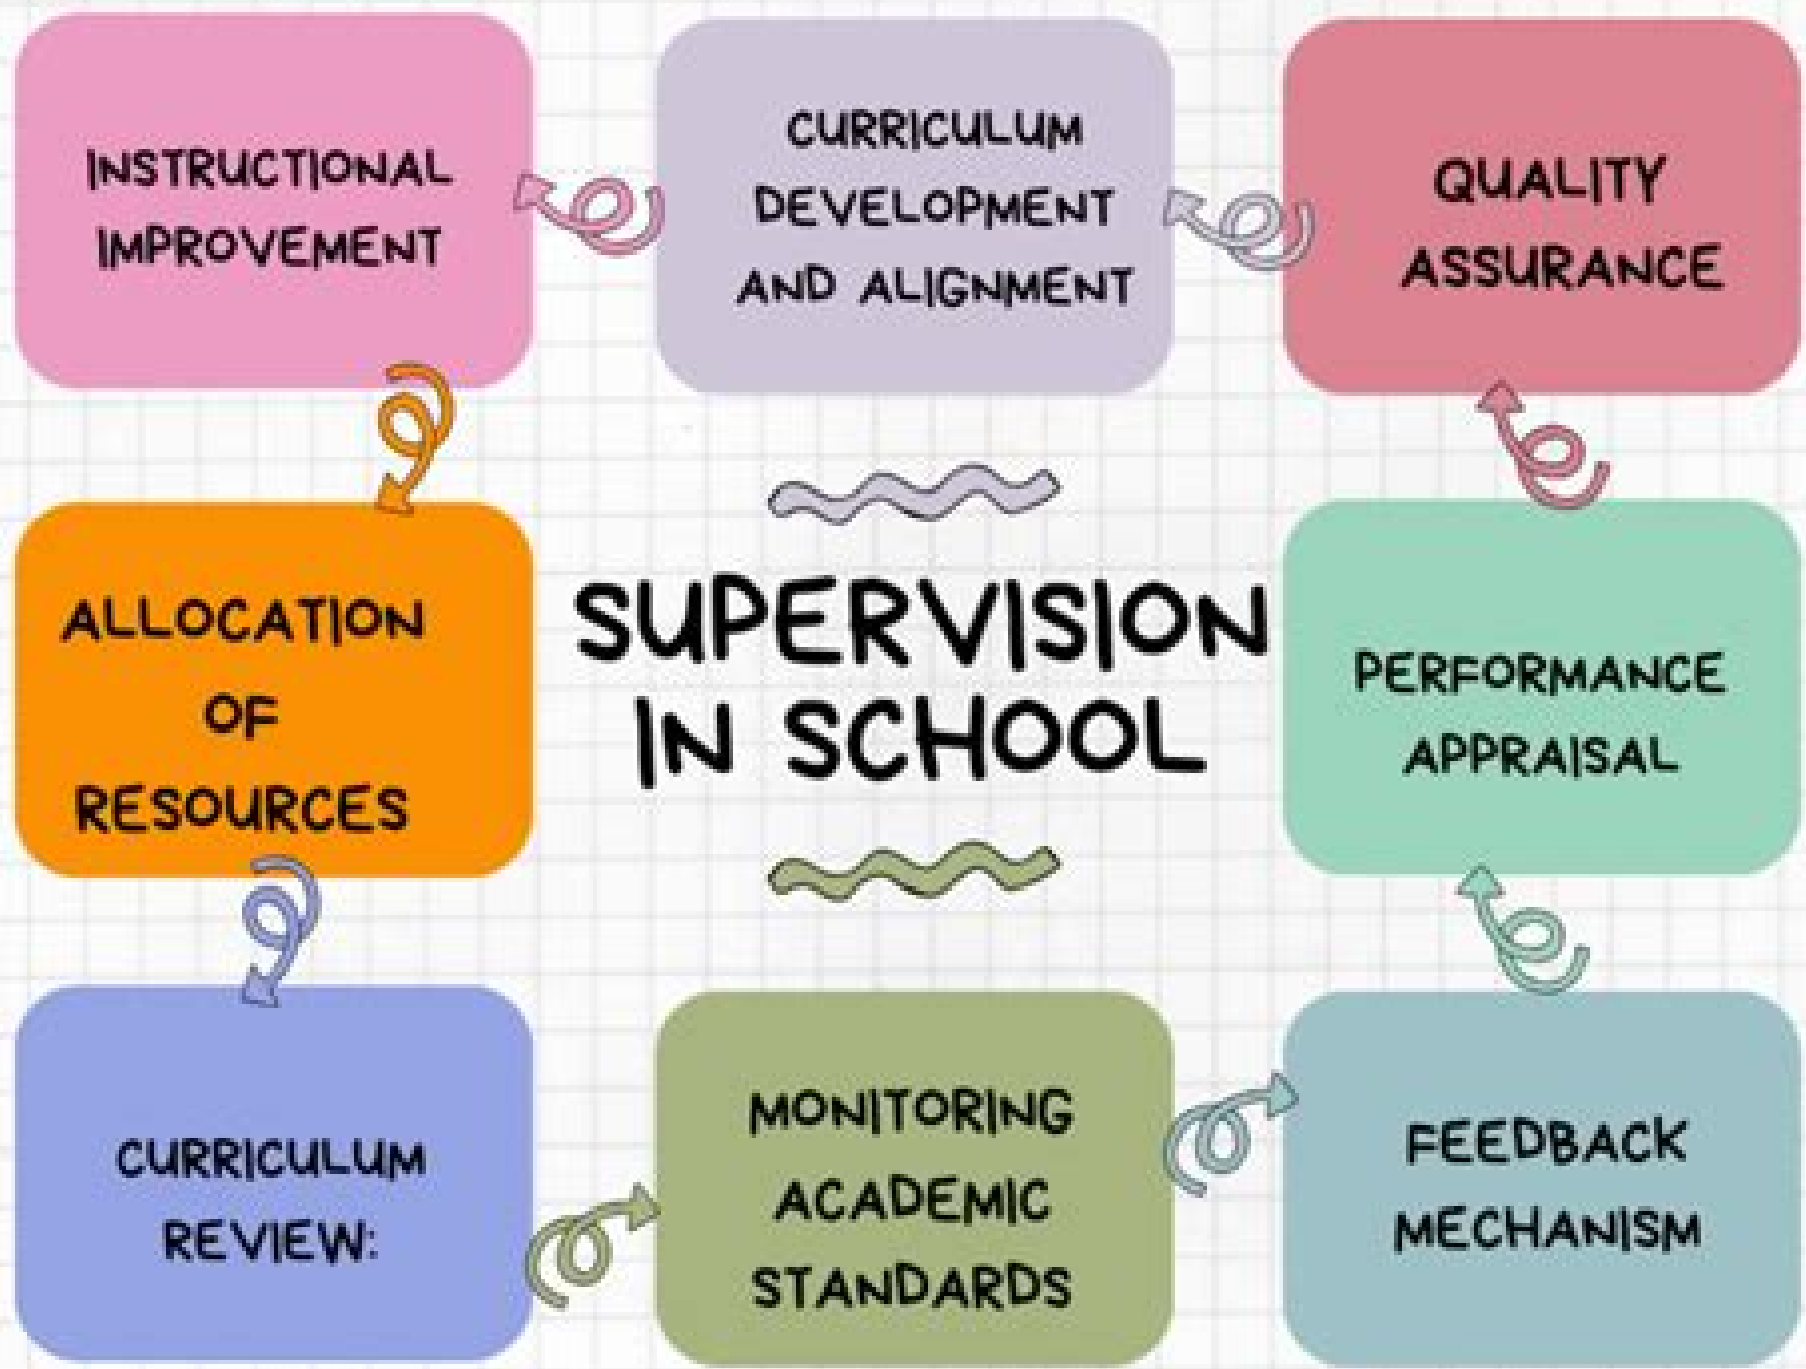 INSTRUCTIONAL
IMPROVEMENT
CURRICULUM
DEVELOPMENT
AND ALIGNMENT
QUALITY
ASSURANCE
ALLOCATION
OF
RESOURCES
SUPERVISION
IN SCHOOL
PERFORMANCE
APPRAISAL
CURRICULUM
REVIEW:
MONITORING
ACADEMIC
STANDARDS
FEEDBACK
MECHANISM